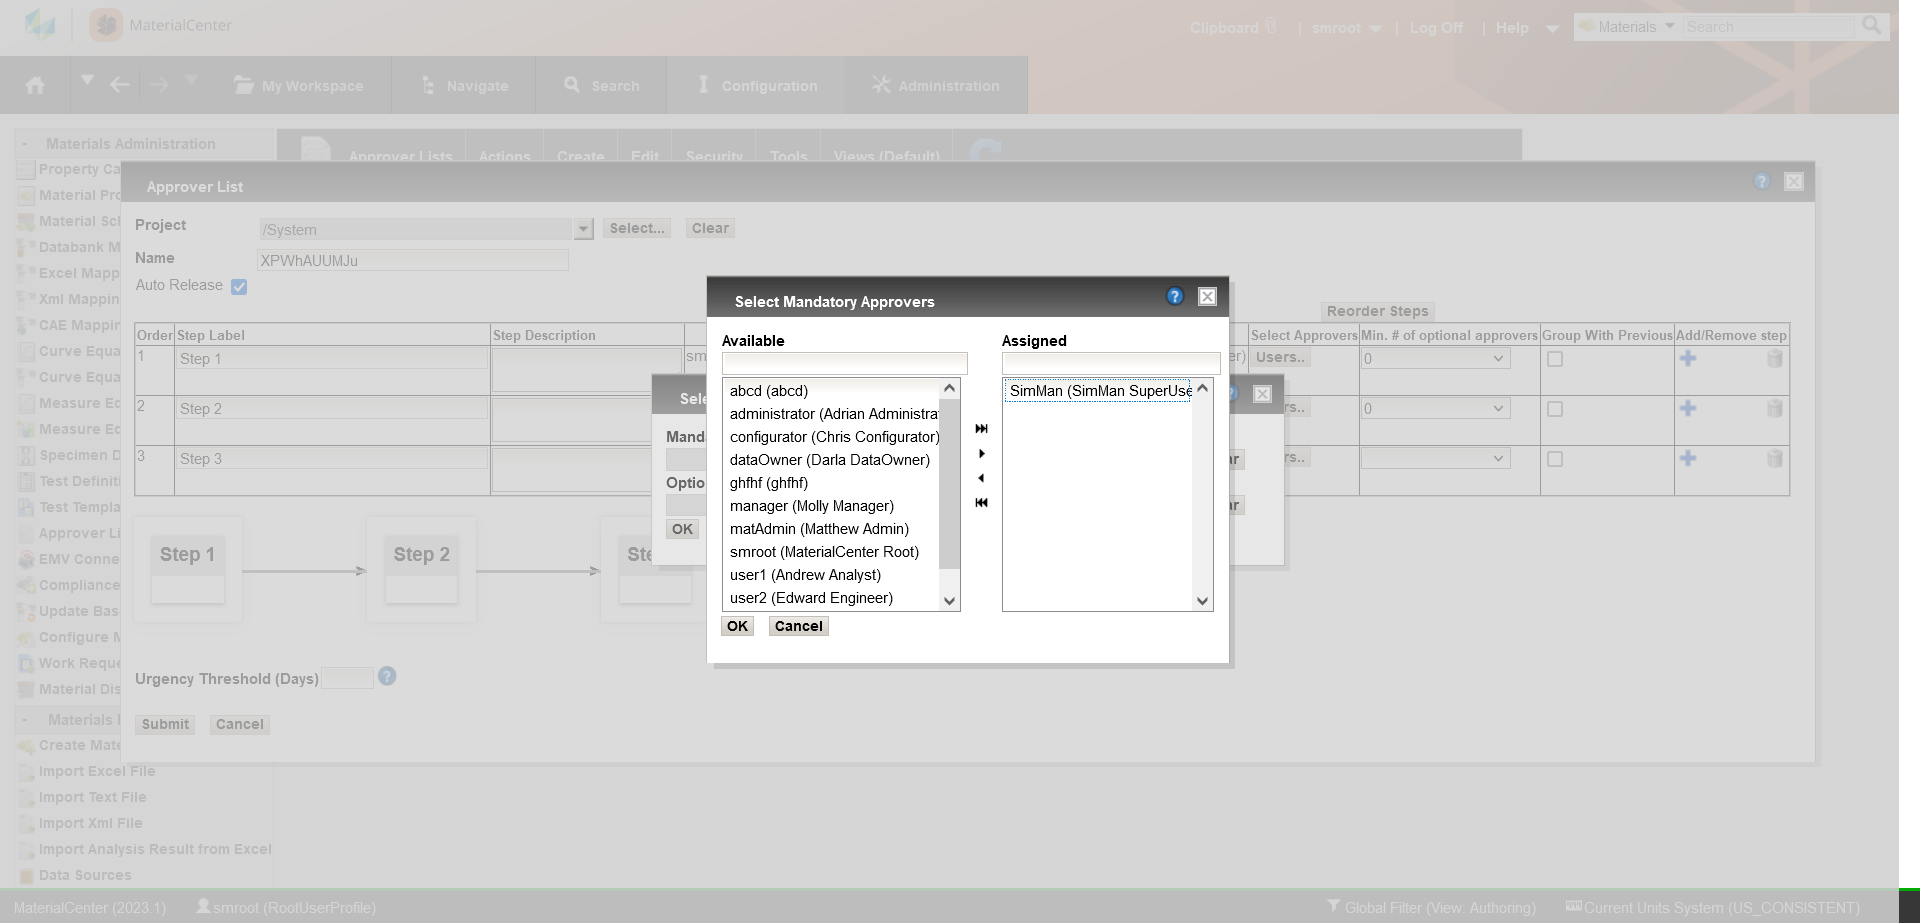 MaterialCenter
Clipboard | smroot | Log Off | Help
Materials Search
My Workspace Navigate Search Configuration Administration
- Materials Administration
Approver Lists Actions Create Edit Security Tools Views (Default)
Property Ca
Material Pro
Material Sch
Databank M
Excel Mapp
Xml Mappin
CAE Mappin
Curve Equa
Curve Equa
Measure Ed
Measure Ed
Specimen D
Test Definiti
Test Templa
Approver Li
EMV Conne
Compliance
Update Bas
Configure M
Work Reque
Material Dis
- Materials I
Create Mate
Import Excel File
Import Text File
Import Xml File
Import Analysis Result from Excel
Data Sources
Approver List ?
Project /System Select... Clear
Name XPWhAUUMJu
Auto Release
Reorder Steps
Order Step Label Step Description Select Approvers Min. # of optional approvers Group With Previous Add/Remove step
1 Step 1 sm er) Users.. 0
2 Step 2 rs.. 0
3 Step 3 rs..
Step 1 Step 2 Ste
Urgency Threshold (Days) ?
Submit Cancel
Sele
Manda
ar
Optio
ar
OK
Select Mandatory Approvers ?
Available Assigned
abcd (abcd)
administrator (Adrian Administrat
configurator (Chris Configurator)
dataOwner (Darla DataOwner)
ghfhf (ghfhf)
manager (Molly Manager)
matAdmin (Matthew Admin)
smroot (MaterialCenter Root)
user1 (Andrew Analyst)
user2 (Edward Engineer)
SimMan (SimMan SuperUse
OK Cancel
MaterialCenter (2023.1) smroot (RootUserProfile) Global Filter (View: Authoring) Current Units System (US_CONSISTENT)